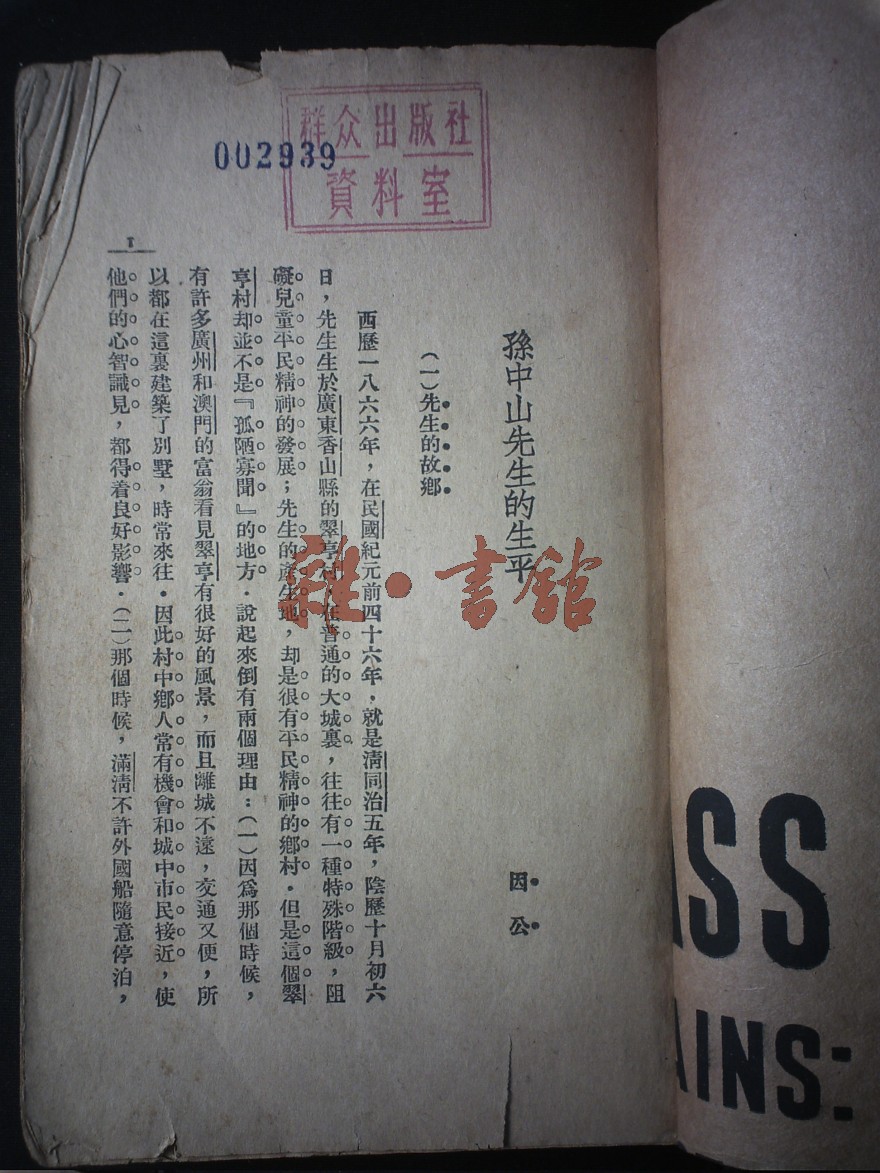 群众出版社
資料室
002939
孫中山先生的生平
因公
(一)先生的故鄉
西歷一八六六年，在民國紀元前四十六年，就是淸同治五年，陰歷十月初六
日，先生生於廣東香山縣的翠亨村。在普通的大城裏，往往有一種特殊階級，阻
礙兒童平民精神的發展；先生的產生地，却是很有平民精神的鄉村．但是這個翠
亨村却並不是『孤陋寡聞』的地方．說起來倒有兩個理由：(一)因爲那個時候，
有許多廣州和澳門的富翁看見翠亨有很好的風景，而且離城不遠，交通又便，所
以都在這裏建築了別墅，時常來往．因此村中鄉人常有機會和城中市民接近，使
他們的心智識見，都得着良好影響．(二)那個時候，滿淸不許外國船隨意停泊，
1
雜·書館
ASS
AINS: